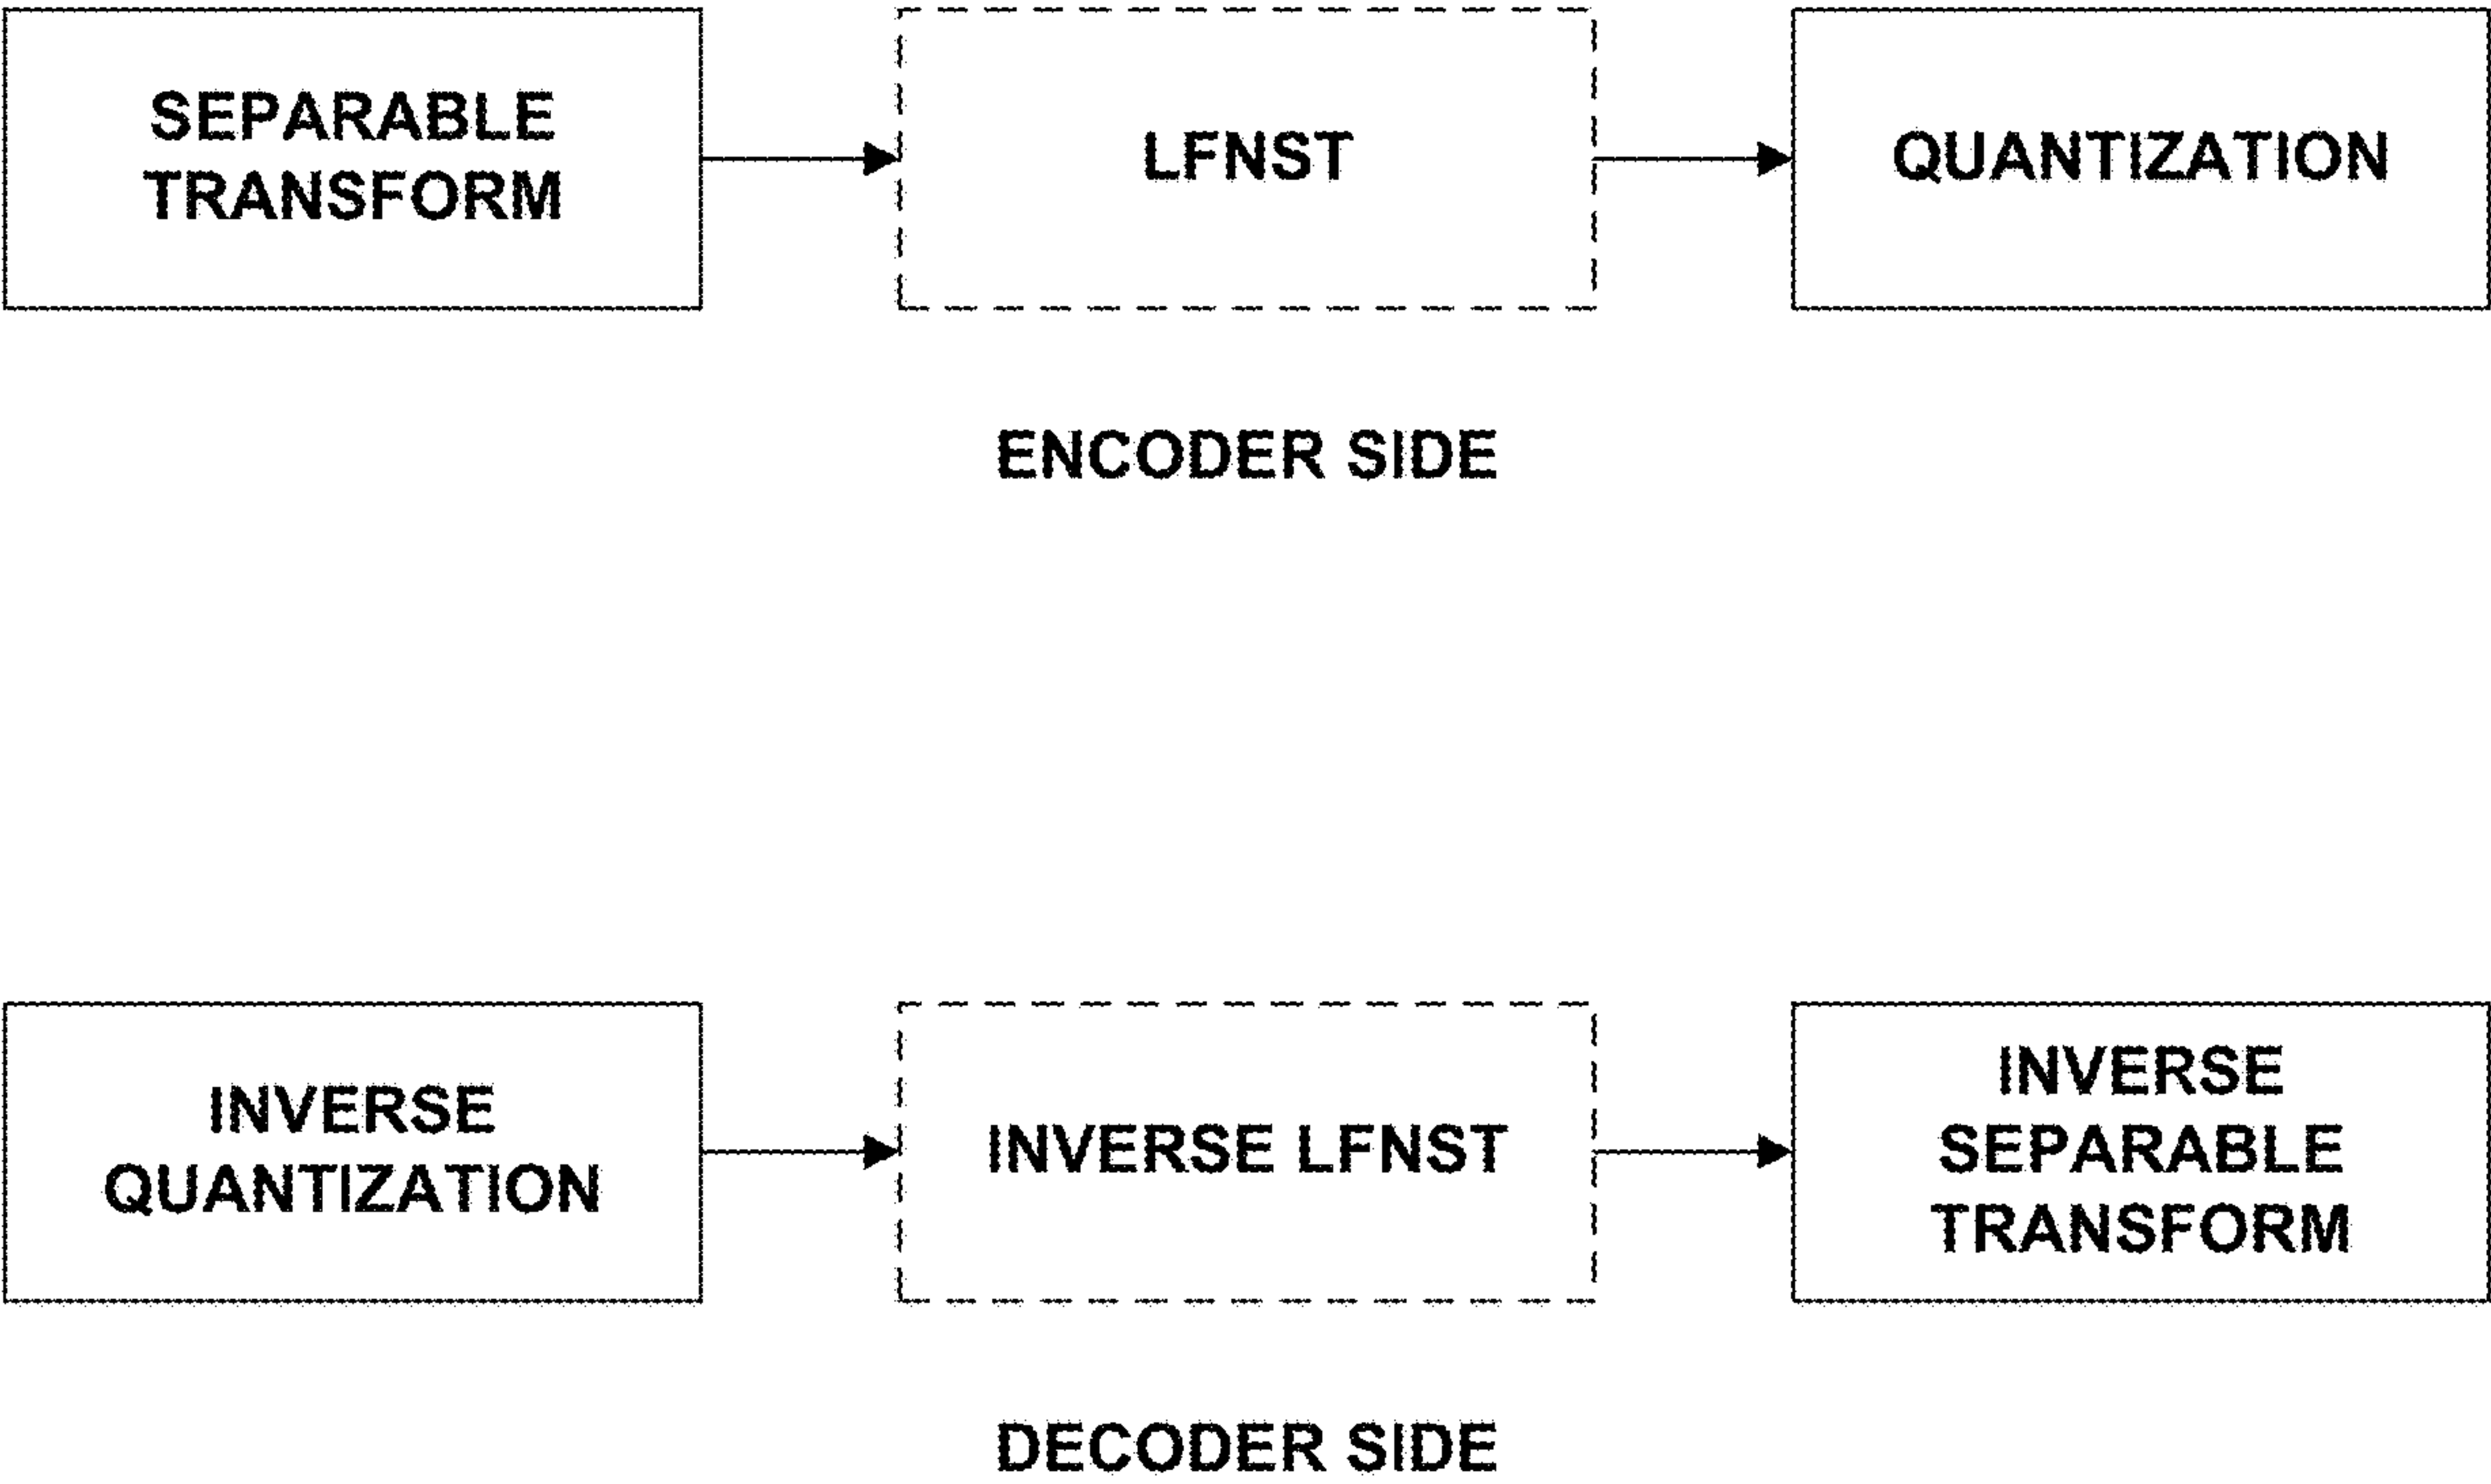 SEPARABLE
TRANSFORM
LFNST
QUANTIZATION
ENCODER SIDE
INVERSE
QUANTIZATION
INVERSE LFNST
INVERSE
SEPARABLE
TRANSFORM
DECODER SIDE